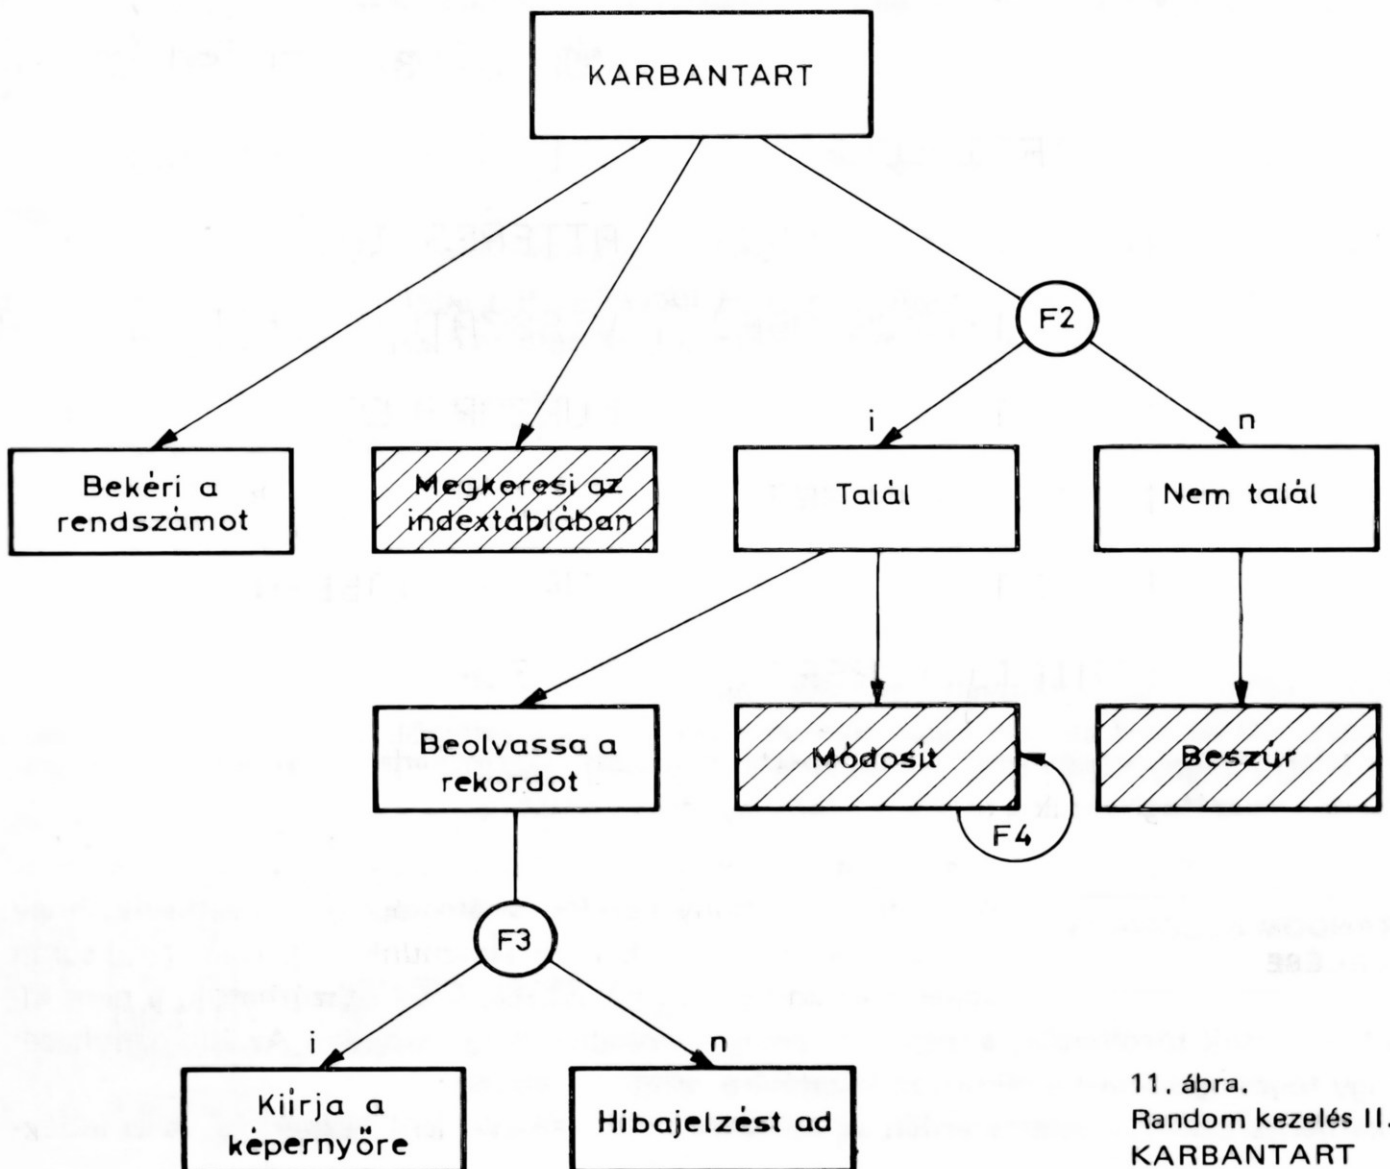 KARBANTART
F2
i
n
Bekéri a
rendszámot
Megkeresi az
indextáblában
Talál
Nem talál
Beolvassa a
rekordot
Módosít
Beszúr
F4
F3
i
n
Kiírja a
képernyőre
Hibajelzést ad
11. ábra.
Random kezelés II.
KARBANTART